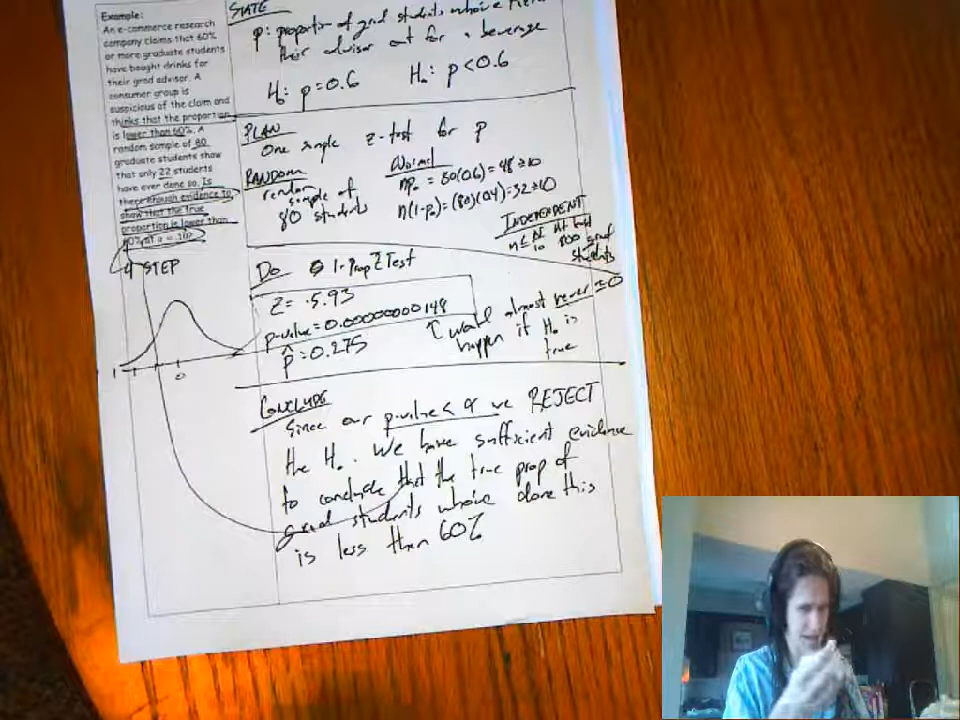 Example:
An e-commerce research
company claims that 60%
or more graduate students
have bought drinks for
their grad advisor. A
consumer group is
suspicious of the claim and
thinks that the proportion
is lower than 60%. A
random sample of 80
graduate students show
that only 22 students
have ever done so. Is
there enough evidence to
show that the true
proportion is lower than
60% at α = .10?
4 STEP
0
STATE
p: proportion of grad students who've
their advisor out for a beverage
H₀: p = 0.6 Hₐ: p < 0.6
PLAN
One sample z-test for p
RANDOM
random
sample of
80 students
Normal
np₀ = 80(0.6) = 48 ≥ 10
n(1-p₀) = (80)(0.4) = 32 ≥ 10
INDEPENDENT
n ≤ N/10 At least
800 grad
students
Do 1-Prop Z Test
Z = -5.93
p-value = 0.00000000148
p̂ = 0.275
↑ would almost never
happen if H₀ is
true
≈ 0
CONCLUDE
Since our p-value < α we REJECT
the H₀. We have sufficient evidence
to conclude that the true prop of
grad students who've done this
is less than 60%